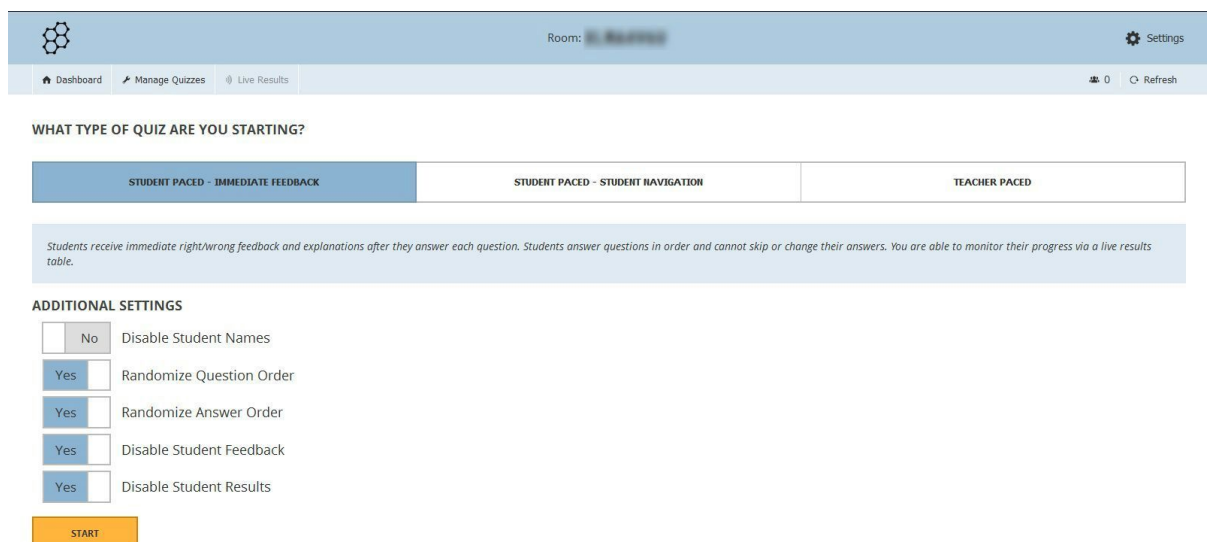 Room:
Settings
Dashboard Manage Quizzes Live Results 0 Refresh
WHAT TYPE OF QUIZ ARE YOU STARTING?
STUDENT PACED - IMMEDIATE FEEDBACK STUDENT PACED - STUDENT NAVIGATION TEACHER PACED
Students receive immediate right/wrong feedback and explanations after they answer each question. Students answer questions in order and cannot skip or change their answers. You are able to monitor their progress via a live results
table.
ADDITIONAL SETTINGS
No Disable Student Names
Yes Randomize Question Order
Yes Randomize Answer Order
Yes Disable Student Feedback
Yes Disable Student Results
START